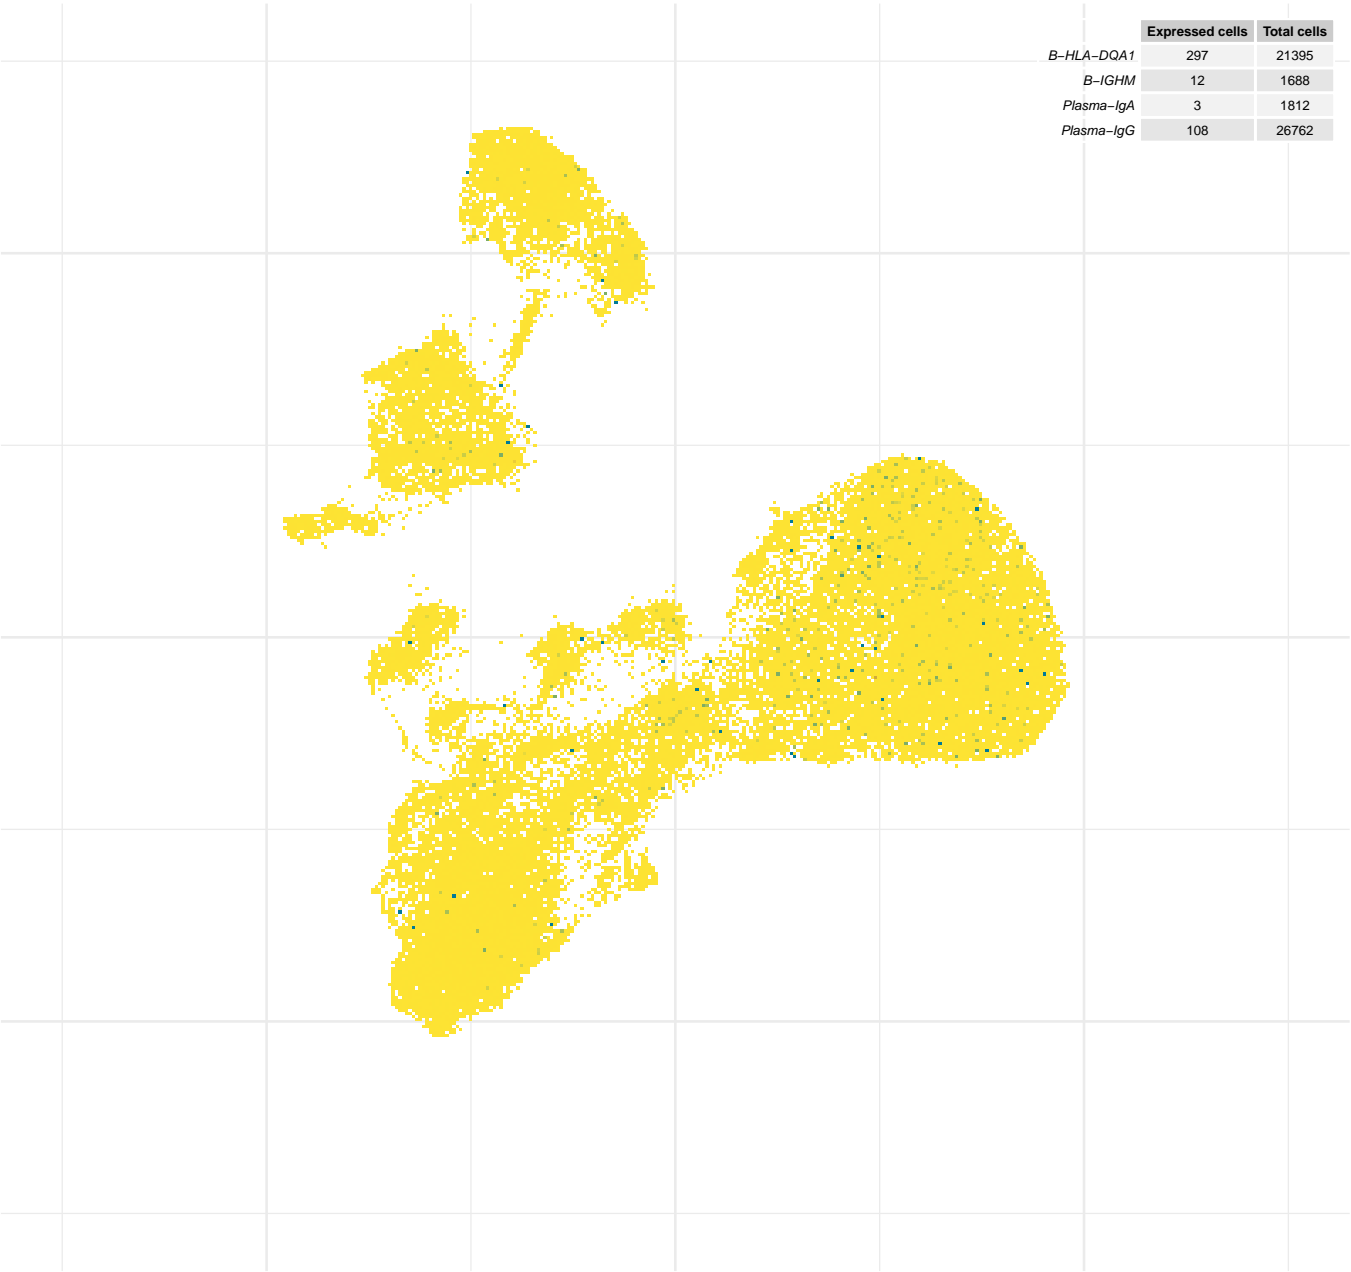 Expressed cells Total cells
B−HLA−DQA1 297 21395
B−IGHM 12 1688
Plasma−IgA 3 1812
Plasma−IgG 108 26762